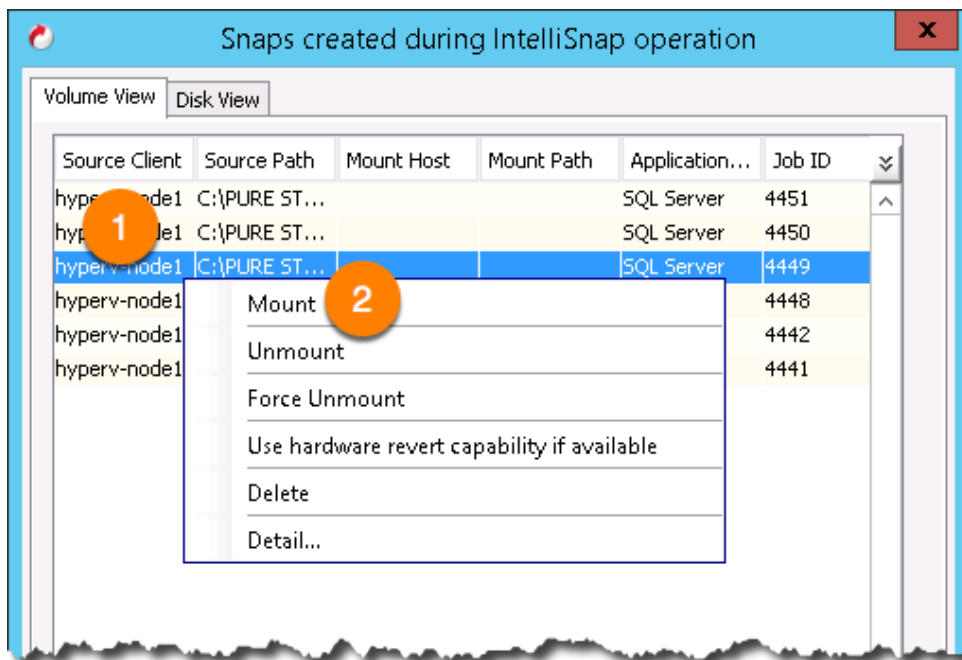 Snaps created during IntelliSnap operation
x
Volume View Disk View
Source Client Source Path Mount Host Mount Path Application... Job ID
C:\PURE ST... SQL Server 4451
1
C:\PURE ST... SQL Server 4450
hyperv-node1 C:\PURE ST... SQL Server 4449
Mount 2
hyperv-node1 4448
Unmount
hyperv-node1 4442
hyperv-node1 4441
Force Unmount
Use hardware revert capability if available
Delete
Detail...